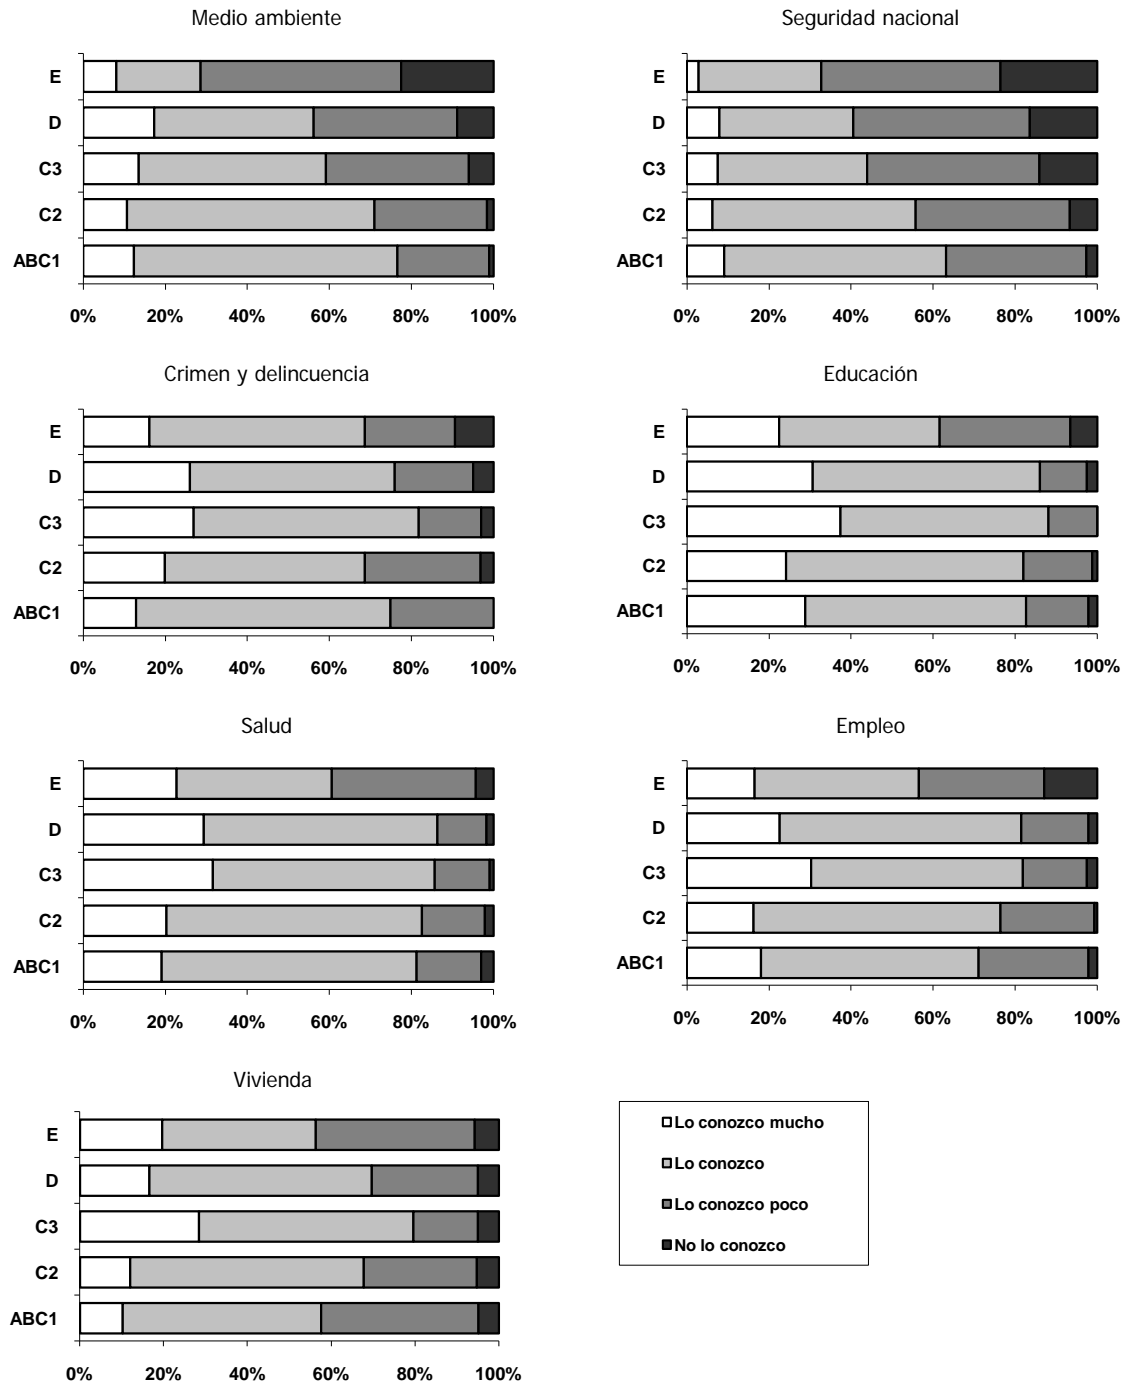 Medio ambiente
E
D
C3
C2
ABC1
0% 20% 40% 60% 80% 100%
Seguridad nacional
E
D
C3
C2
ABC1
0% 20% 40% 60% 80% 100%
Crimen y delincuencia
E
D
C3
C2
ABC1
0% 20% 40% 60% 80% 100%
Educación
E
D
C3
C2
ABC1
0% 20% 40% 60% 80% 100%
Salud
E
D
C3
C2
ABC1
0% 20% 40% 60% 80% 100%
Empleo
E
D
C3
C2
ABC1
0% 20% 40% 60% 80% 100%
Vivienda
E
D
C3
C2
ABC1
0% 20% 40% 60% 80% 100%
Lo conozco mucho
Lo conozco
Lo conozco poco
No lo conozco